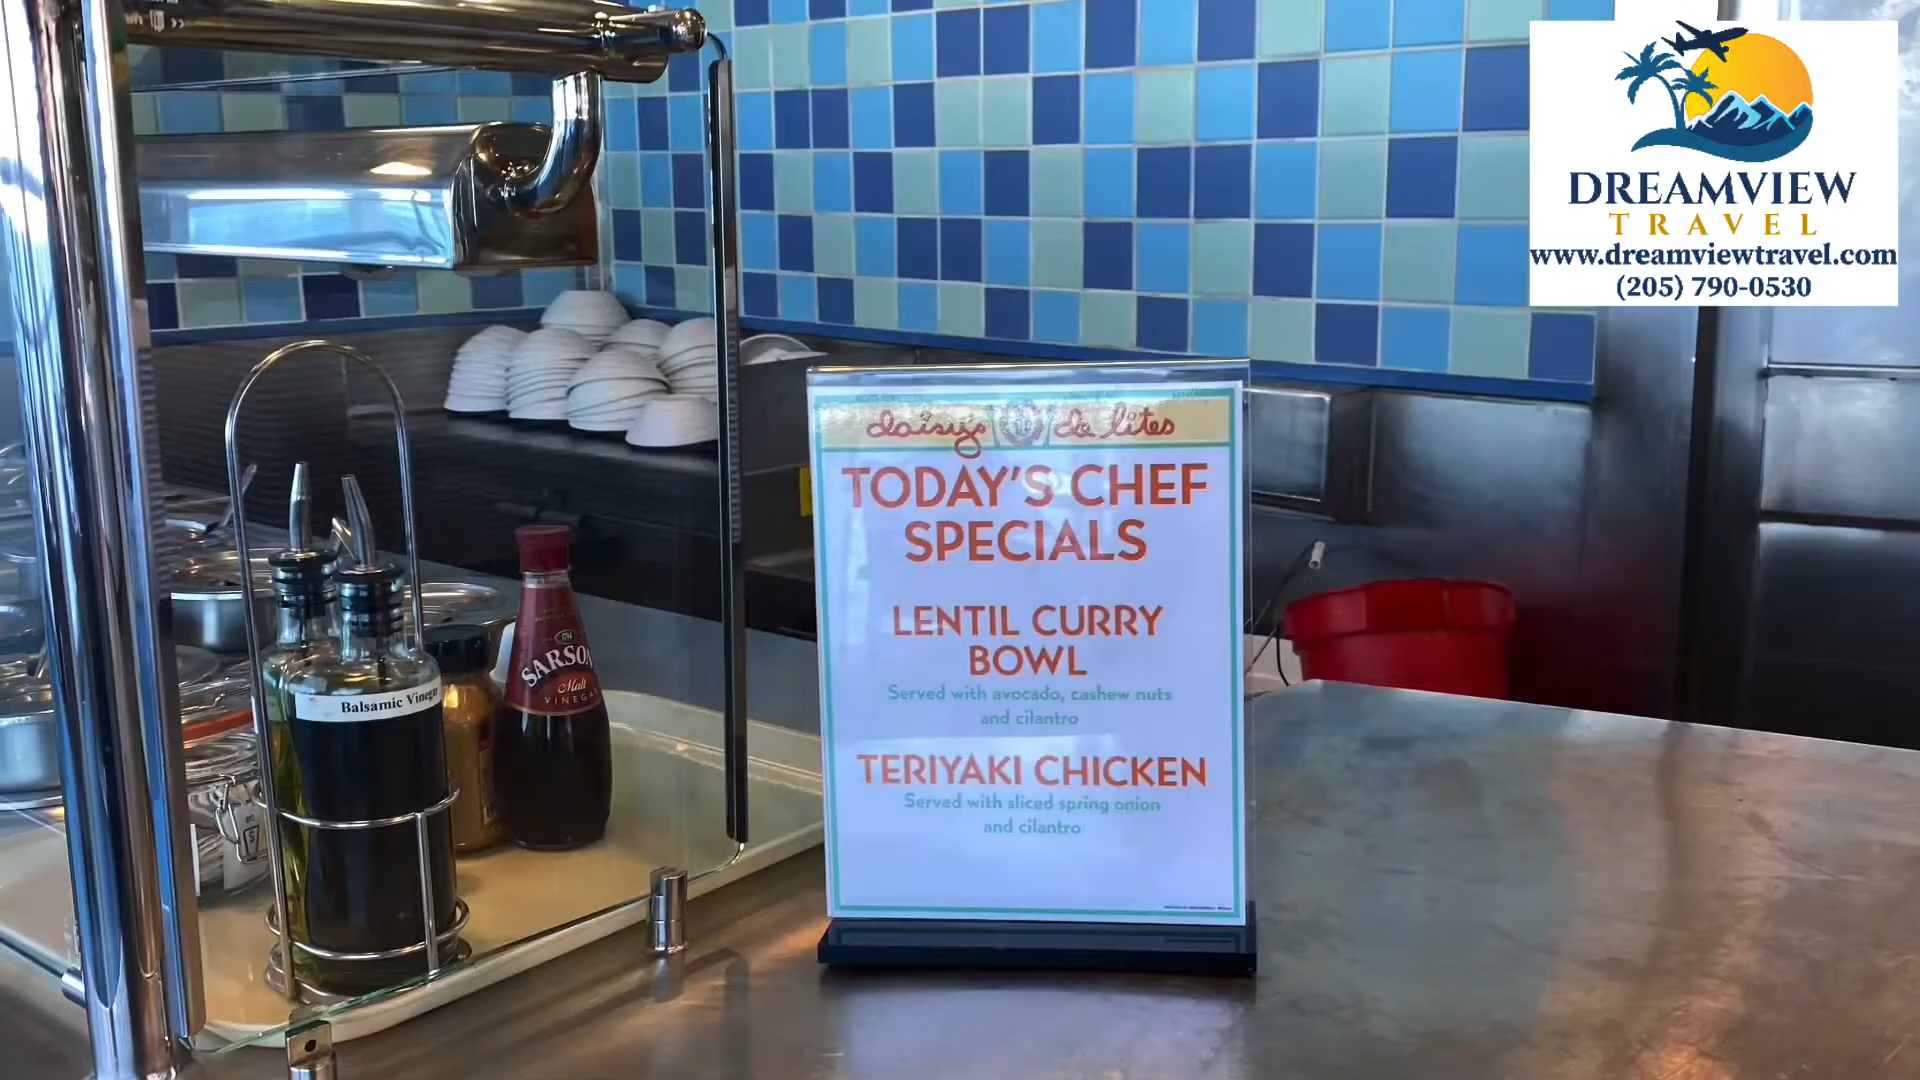 DREAMVIEW
TRAVEL
www.dreamviewtravel.com
(205) 790-0530
daisy's de lites
TODAY'S CHEF
SPECIALS
LENTIL CURRY
BOWL
Served with avocado, cashew nuts
and cilantro
TERIYAKI CHICKEN
Served with sliced spring onion
and cilantro
Balsamic Vinegar
SARSON
Malt
VINEGA